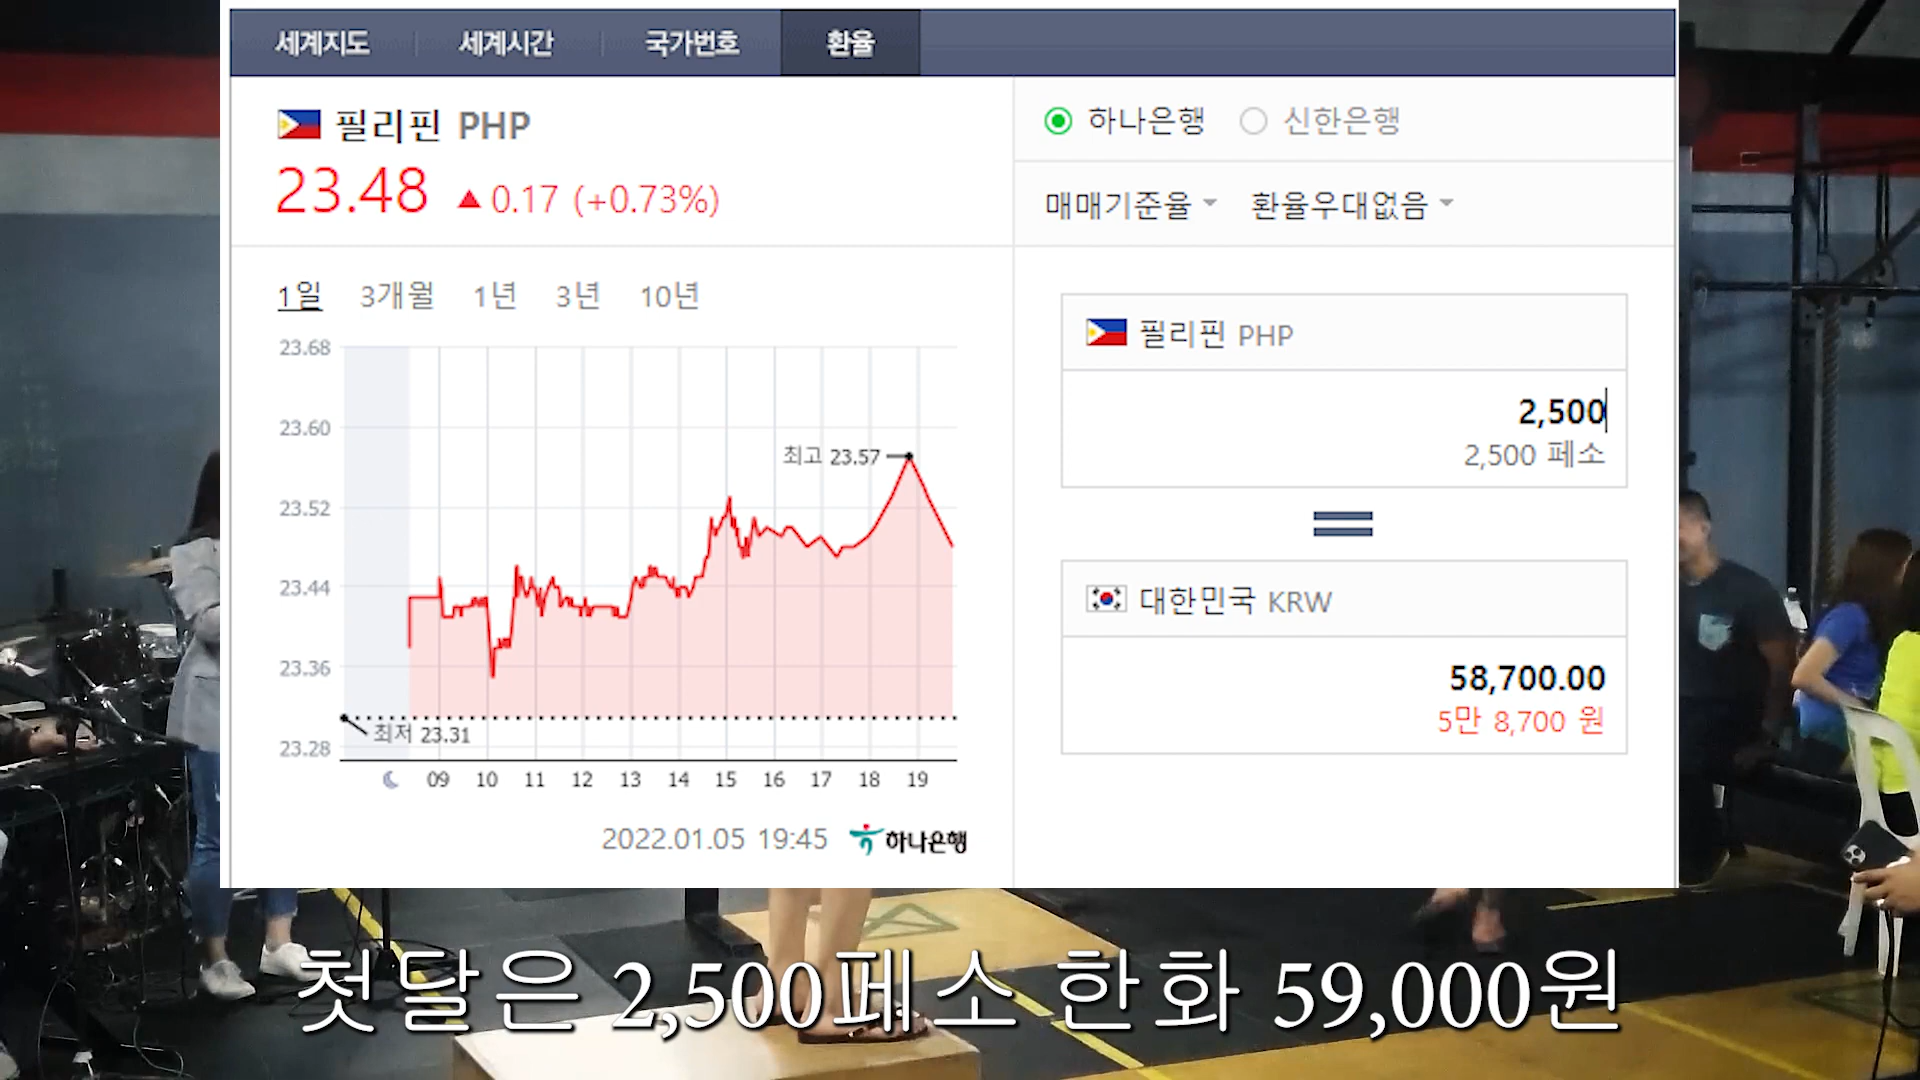 세계지도 세계시간 국가번호 환율
필리핀 PHP
23.48 ▲ 0.17 (+0.73%)
하나은행 신한은행
매매기준율 환율우대없음
1일 3개월 1년 3년 10년
23.68
23.60
23.52
23.44
23.36
23.28
최고 23.57
최저 23.31
09 10 11 12 13 14 15 16 17 18 19
2022.01.05 19:45 하나은행
필리핀 PHP
2,500
2,500 페소
대한민국 KRW
58,700.00
5만 8,700 원
첫달은 2,500페소 한화 59,000원